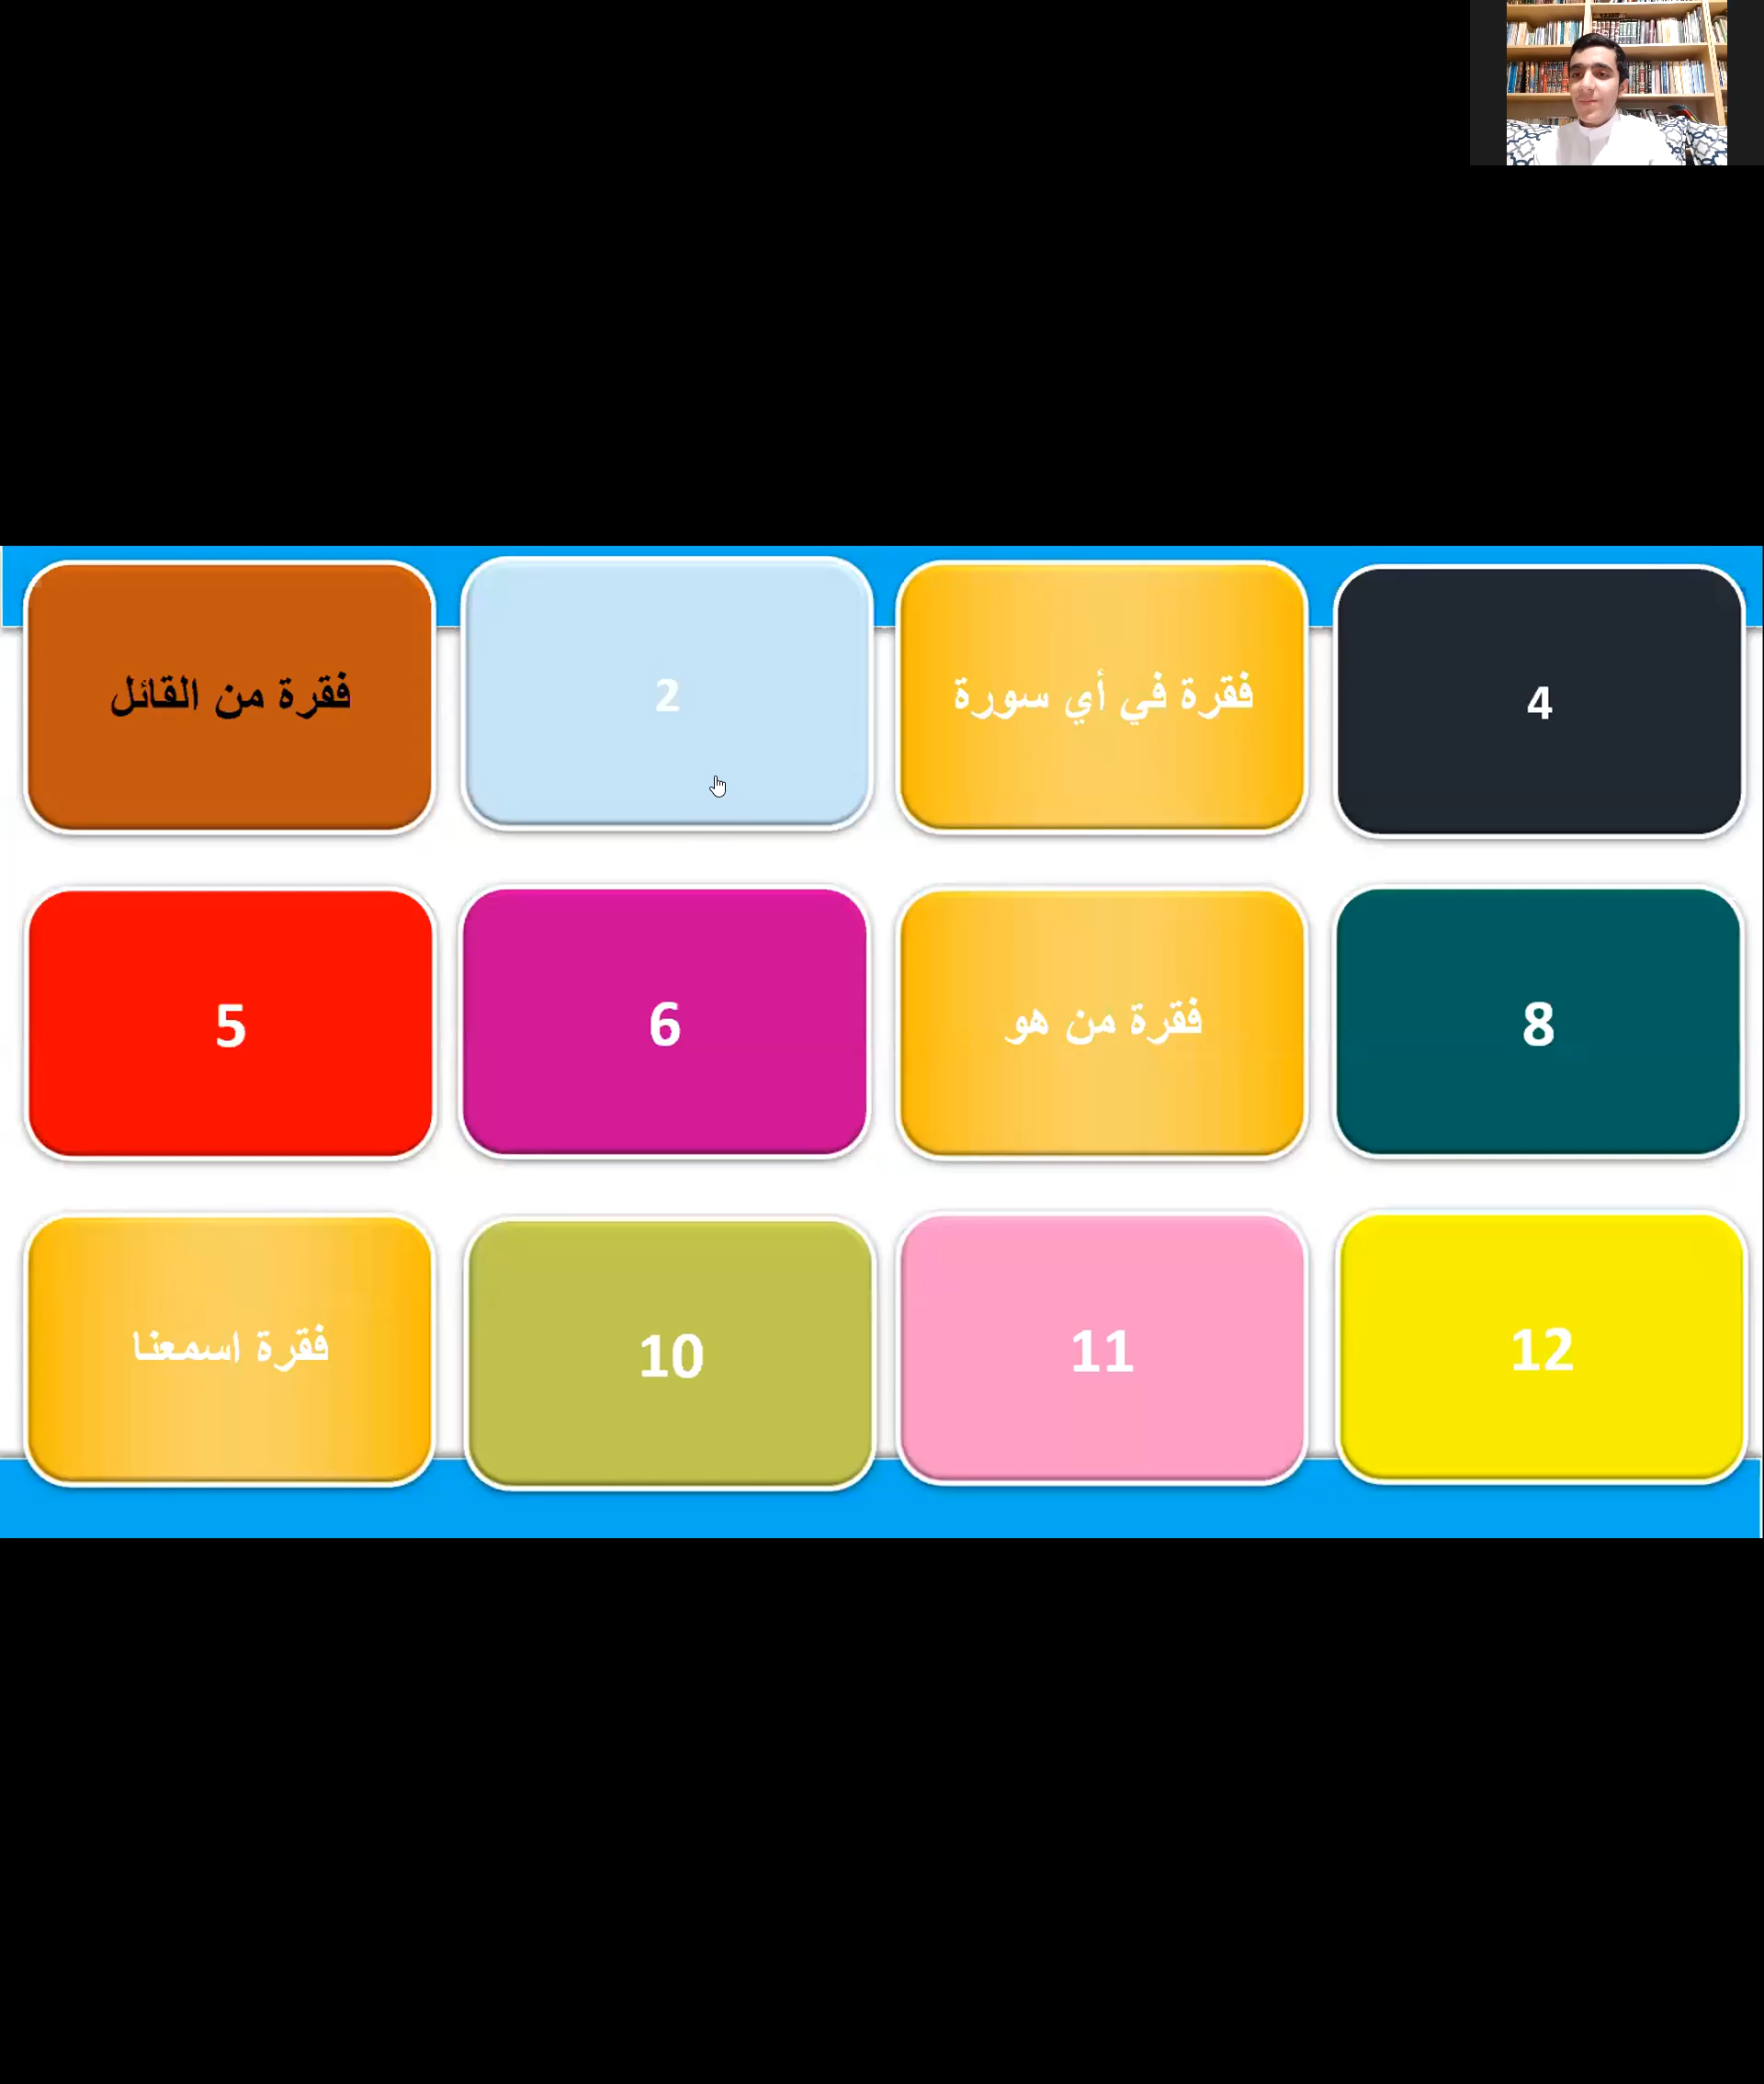 فقرة من القائل
2
فقرة في أي سورة
4
5
6
فقرة من هو
8
فقرة اسمعنا
10
11
12